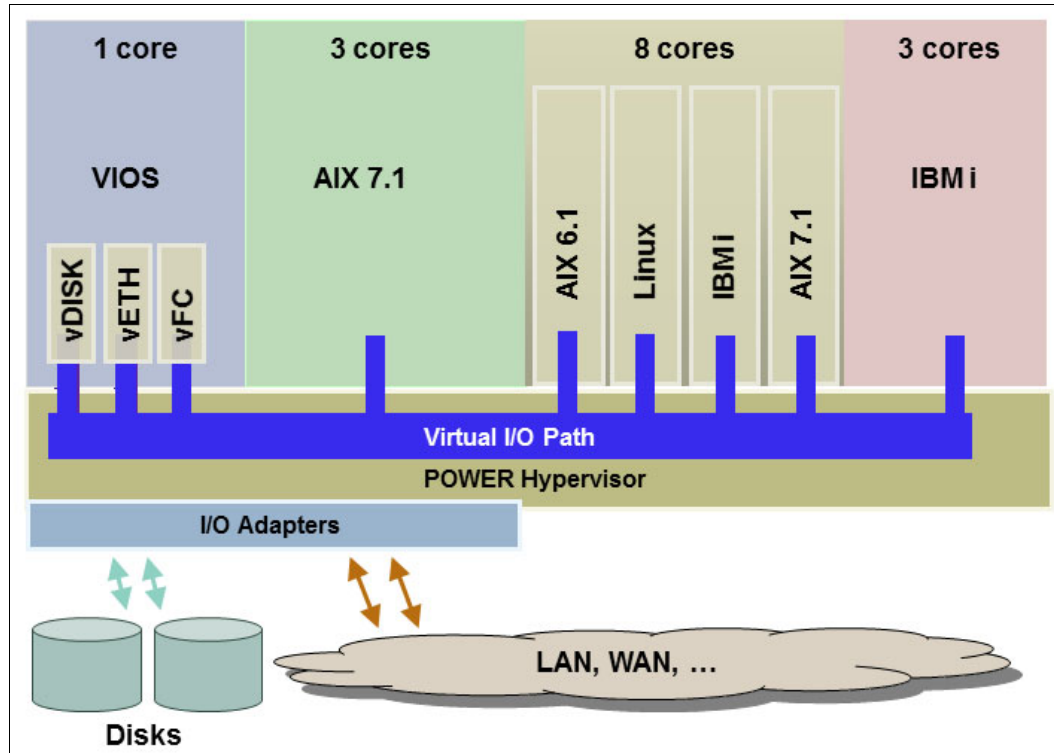 1 core
3 cores
8 cores
3 cores
VIOS
AIX 7.1
IBM i
vDISK
vETH
vFC
AIX 6.1
Linux
IBM i
AIX 7.1
Virtual I/O Path
POWER Hypervisor
I/O Adapters
LAN, WAN, ...
Disks